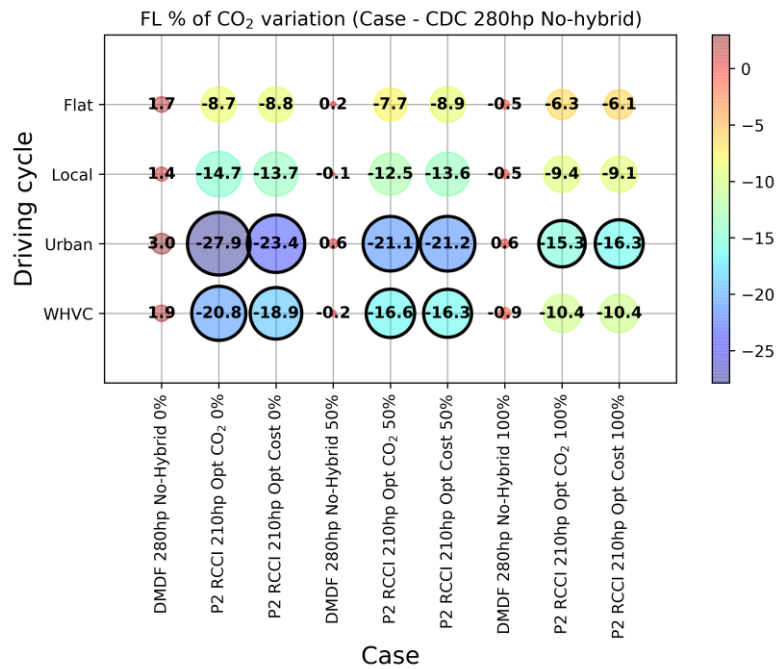 FL % of CO₂ variation (Case - CDC 280hp No-hybrid)
Driving cycle
Flat
1.7 -8.7 -8.8 0.2 -7.7 -8.9 -0.5 -6.3 -6.1
Local
1.4 -14.7 -13.7 -0.1 -12.5 -13.6 -0.5 -9.4 -9.1
Urban
3.0 -27.9 -23.4 0.6 -21.1 -21.2 0.6 -15.3 -16.3
WHVC
1.9 -20.8 -18.9 -0.2 -16.6 -16.3 -0.9 -10.4 -10.4
DMDF 280hp No-Hybrid 0%
P2 RCCI 210hp Opt CO₂ 0%
P2 RCCI 210hp Opt Cost 0%
DMDF 280hp No-Hybrid 50%
P2 RCCI 210hp Opt CO₂ 50%
P2 RCCI 210hp Opt Cost 50%
DMDF 280hp No-Hybrid 100%
P2 RCCI 210hp Opt CO₂ 100%
P2 RCCI 210hp Opt Cost 100%
Case
0
−5
−10
−15
−20
−25